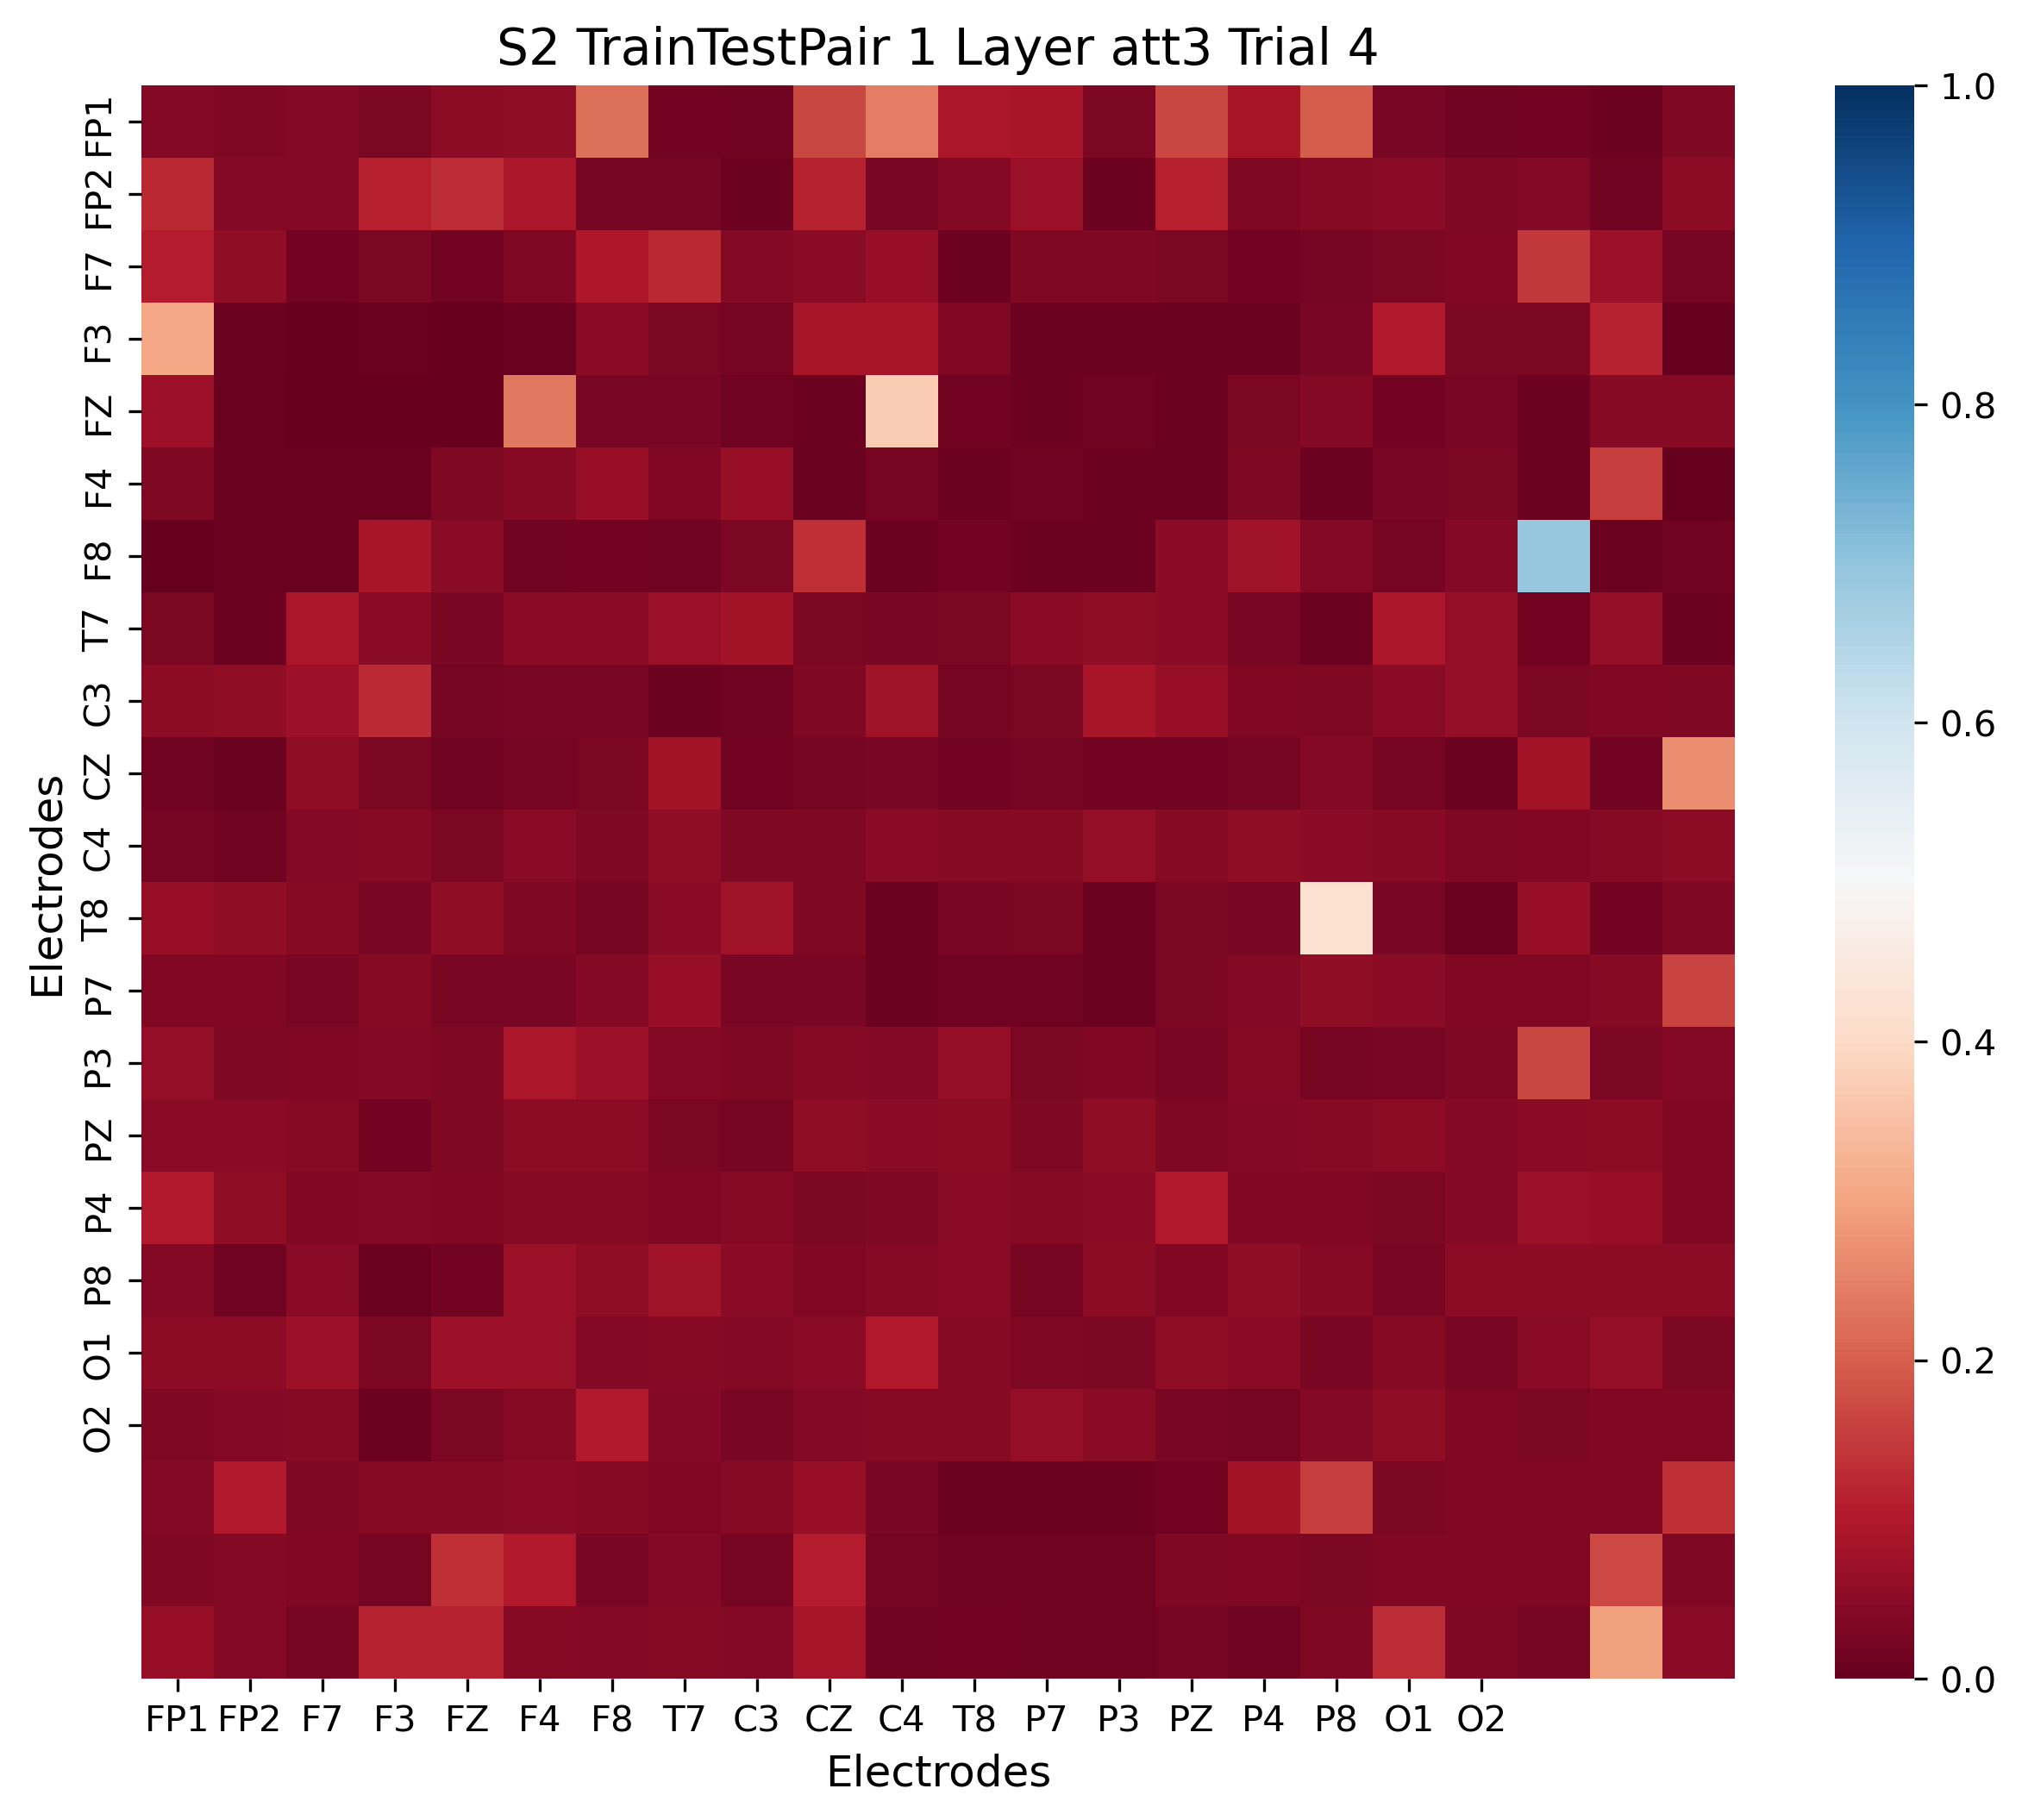 S2 TrainTestPair 1 Layer att3 Trial 4
Electrodes
FP1
FP2
F7
F3
FZ
F4
F8
T7
C3
CZ
C4
T8
P7
P3
PZ
P4
P8
O1
O2
FP1 FP2 F7 F3 FZ F4 F8 T7 C3 CZ C4 T8 P7 P3 PZ P4 P8 O1 O2
Electrodes
1.0
0.8
0.6
0.4
0.2
0.0